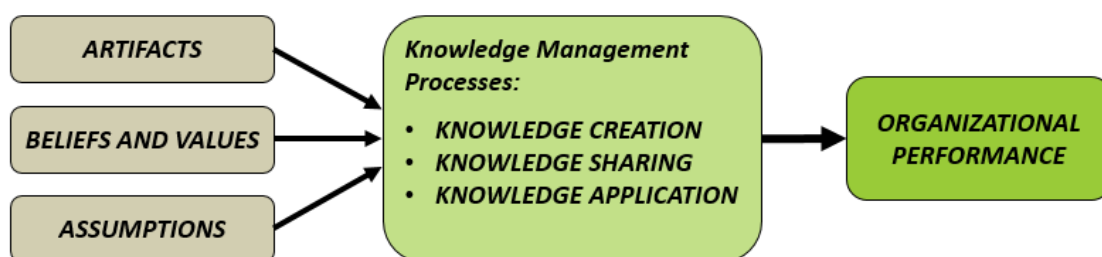 ARTIFACTS
BELIEFS AND VALUES
ASSUMPTIONS
Knowledge Management
Processes:
• KNOWLEDGE CREATION
• KNOWLEDGE SHARING
• KNOWLEDGE APPLICATION
ORGANIZATIONAL
PERFORMANCE